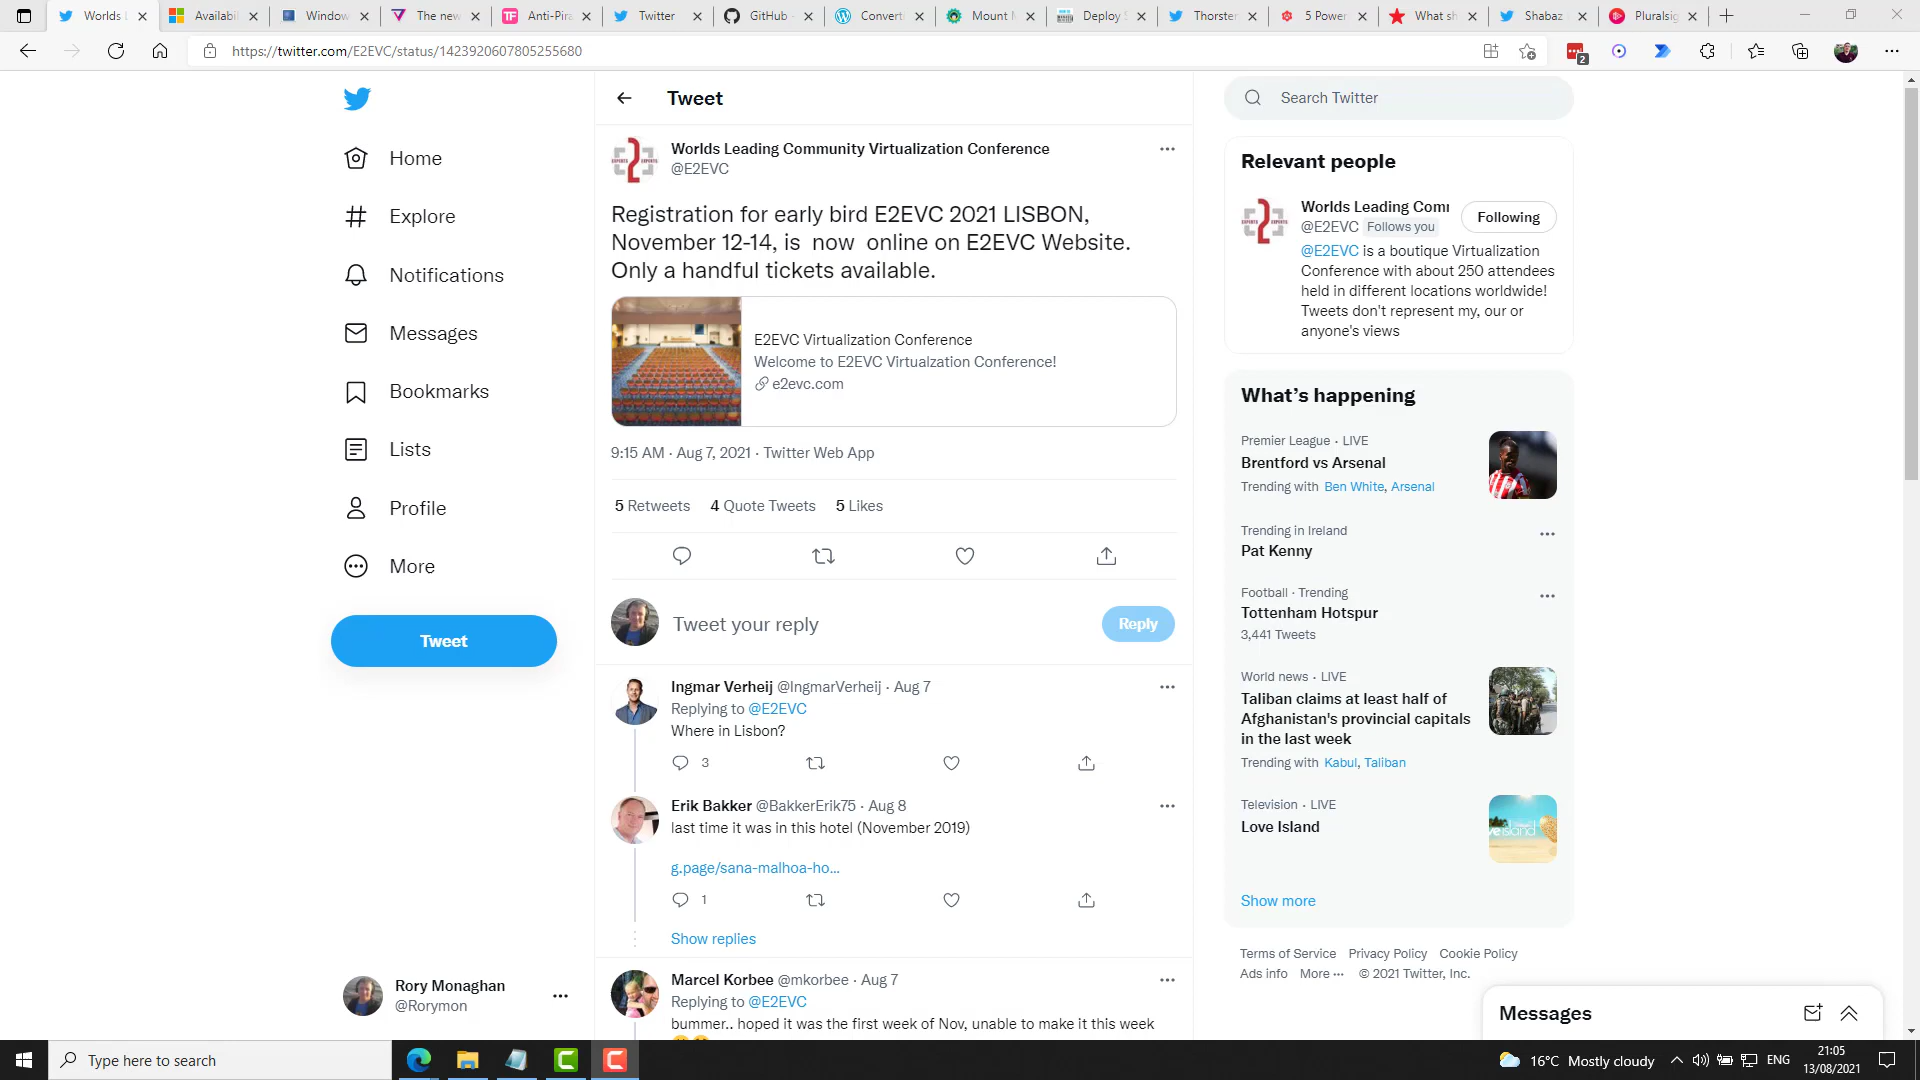 Worlds L
Availabil
Window
The new
Anti-Pira
Twitter
GitHub -
Converte
Mount M
Deploy S
Thorsten
5 Power
What sh
Shabaz
Pluralsig
https://twitter.com/E2EVC/status/1423920607805255680
2
Home
Explore
Notifications
Messages
Bookmarks
Lists
Profile
More
Tweet
Rory Monaghan
@Rorymon
Tweet
Worlds Leading Community Virtualization Conference
@E2EVC
Registration for early bird E2EVC 2021 LISBON,
November 12-14, is now online on E2EVC Website.
Only a handful tickets available.
E2EVC Virtualization Conference
Welcome to E2EVC Virtualzation Conference!
e2evc.com
9:15 AM · Aug 7, 2021 · Twitter Web App
5 Retweets 4 Quote Tweets 5 Likes
Tweet your reply
Reply
Ingmar Verheij @IngmarVerheij · Aug 7
Replying to @E2EVC
Where in Lisbon?
3
Erik Bakker @BakkerErik75 · Aug 8
last time it was in this hotel (November 2019)
g.page/sana-malhoa-ho...
1
Show replies
Marcel Korbee @mkorbee · Aug 7
Replying to @E2EVC
bummer.. hoped it was the first week of Nov, unable to make it this week
Search Twitter
Relevant people
Worlds Leading Comm
Following
@E2EVC Follows you
@E2EVC is a boutique Virtualization
Conference with about 250 attendees
held in different locations worldwide!
Tweets don't represent my, our or
anyone's views
What's happening
Premier League · LIVE
Brentford vs Arsenal
Trending with Ben White, Arsenal
Trending in Ireland
Pat Kenny
Football · Trending
Tottenham Hotspur
3,441 Tweets
World news · LIVE
Taliban claims at least half of
Afghanistan's provincial capitals
in the last week
Trending with Kabul, Taliban
Television · LIVE
Love Island
Show more
Terms of Service Privacy Policy Cookie Policy
Ads info More ··· © 2021 Twitter, Inc.
Messages
Type here to search
16°C Mostly cloudy
ENG
21:05
13/08/2021